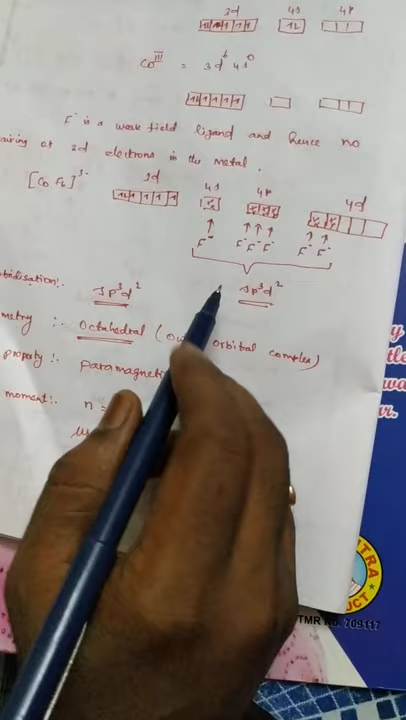 3d 4s 4p
Co^III = 3d^6 4s^0
F^- is a weak field ligand and hence no
pairing of 3d electrons in the metal.
[CoF6]^3- 3d 4s 4p 4d
F^- F^- F^- F^- F^- F^-
sp^3d^2 sp^3d^2
Octahedral ( orbital complex)
property :-
moment :- n =
TMR No. 709117